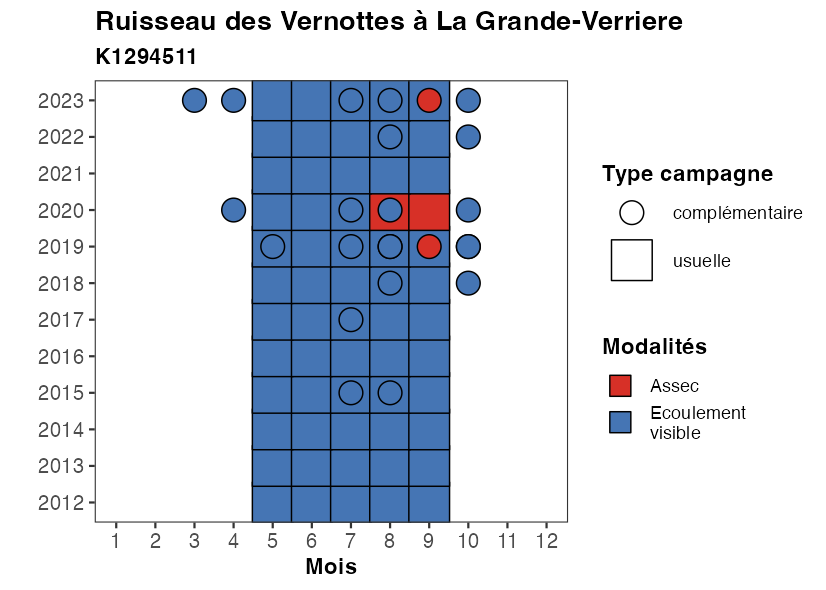 Ruisseau des Vernottes à La Grande-Verriere
K1294511
2023
2022
2021
2020
2019
2018
2017
2016
2015
2014
2013
2012
1 2 3 4 5 6 7 8 9 10 11 12
Mois
Type campagne
complémentaire
usuelle
Modalités
Assec
Ecoulement
visible